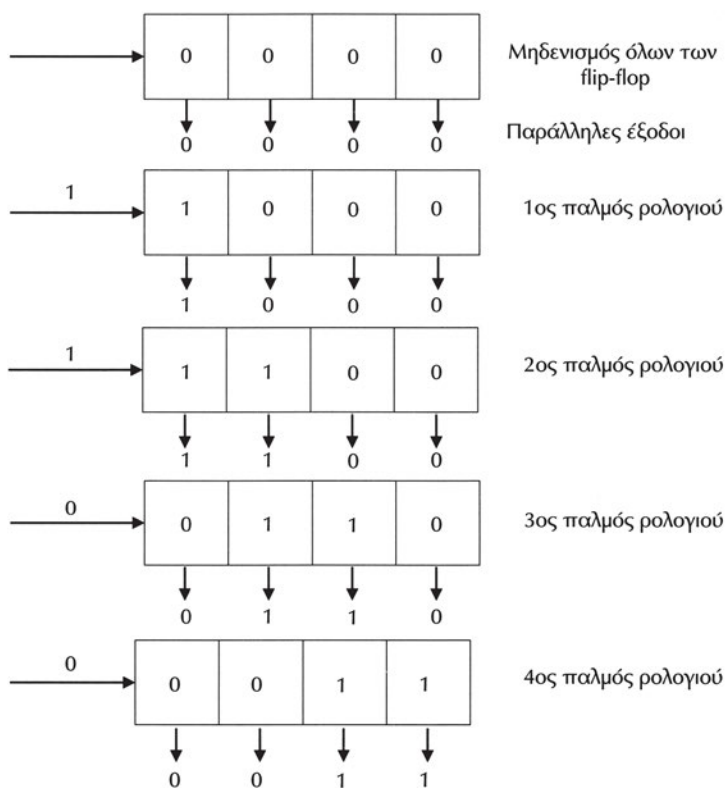 0 0 0 0 Μηδενισμός όλων των
flip-flop
0 0 0 0 Παράλληλες έξοδοι
1
1 0 0 0 1ος παλμός ρολογιού
1 0 0 0
1
1 1 0 0 2ος παλμός ρολογιού
1 1 0 0
0
0 1 1 0 3ος παλμός ρολογιού
0 1 1 0
0
0 0 1 1 4ος παλμός ρολογιού
0 0 1 1